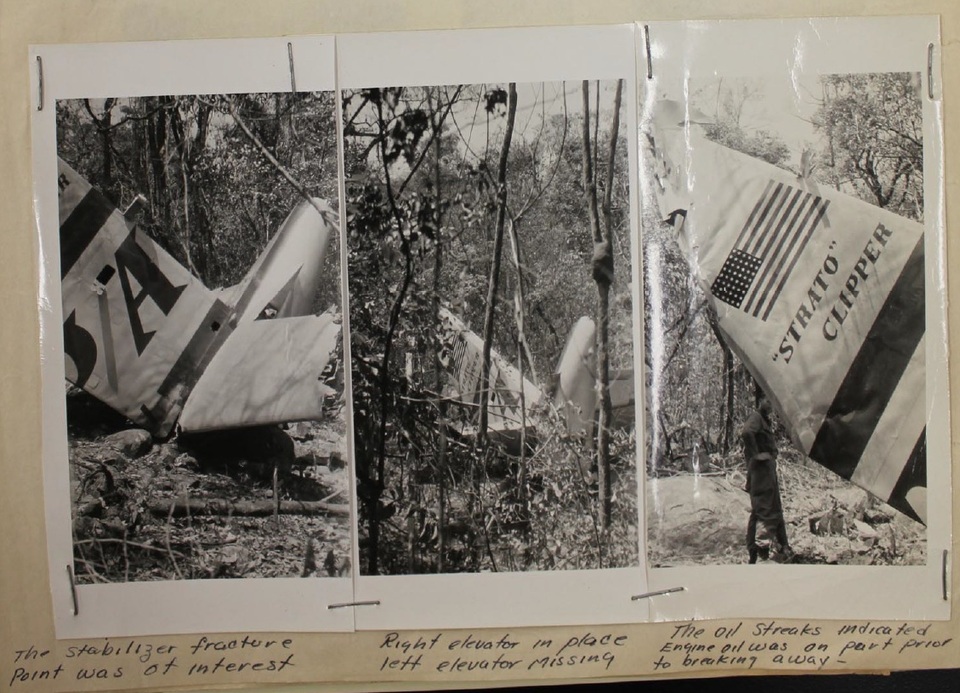 R
PA
"STRATO"
CLIPPER
The stabilizer fracture
Point was of interest
Right elevator in place
left elevator Missing
The oil Streaks indicated
Engine oil was on part prior
to breaking away-